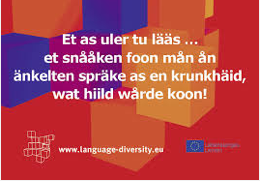 Et as uler tu lääs ...
et snååken foon mån ån
änkelten spräke as en krunkhäid,
wat hiild wårde koon!
www.language-diversity.eu